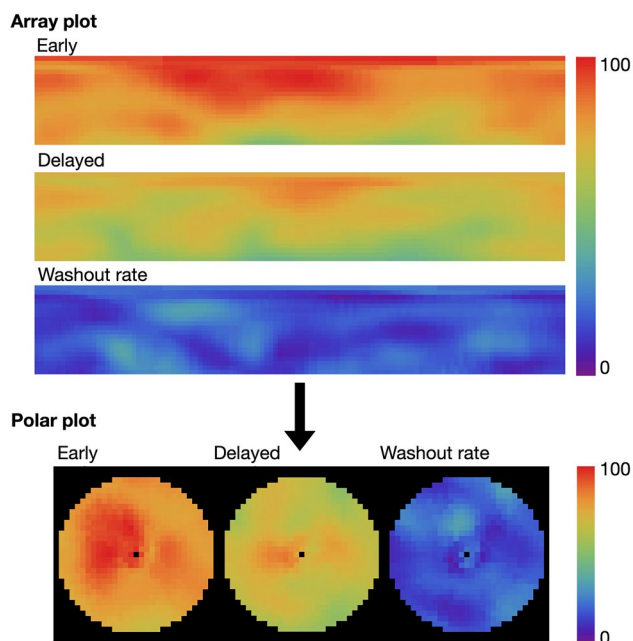 Array plot
Early
100
Delayed
Washout rate
0
Polar plot
Early Delayed Washout rate
100
0